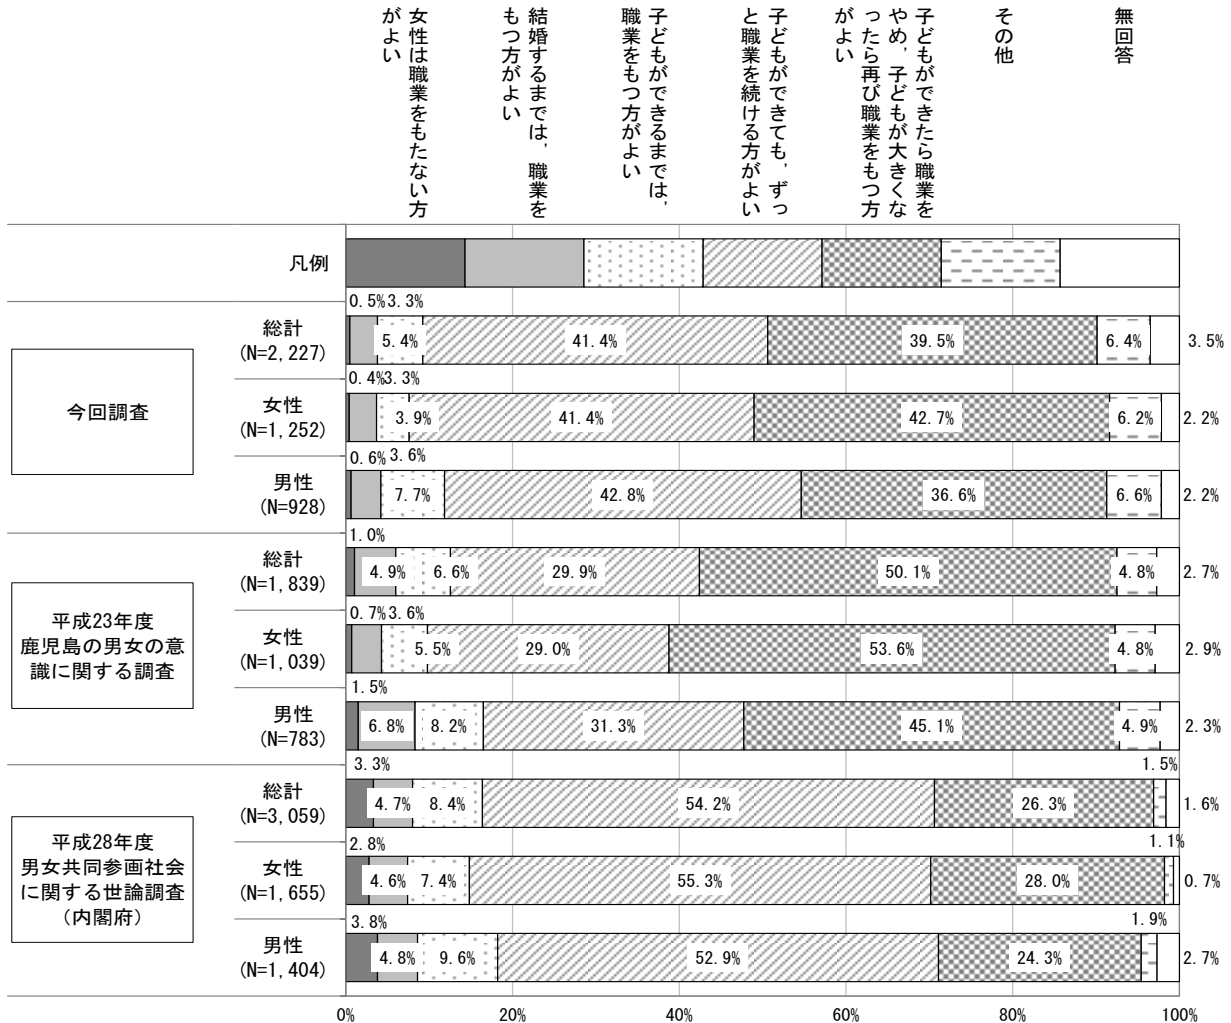 女性は職業をもたない方
がよい
結婚するまでは，職業を
もつ方がよい
子どもができるまでは，
職業をもつ方がよい
子どもができても，ずっ
と職業を続ける方がよい
子どもができたら職業を
やめ，子どもが大きくな
ったら再び職業をもつ方
がよい
その他
無回答
凡例
今回調査
総計
(N=2,227)
0.5%
3.3%
5.4%
41.4%
39.5%
6.4%
3.5%
女性
(N=1,252)
0.4%
3.3%
3.9%
41.4%
42.7%
6.2%
2.2%
男性
(N=928)
0.6%
3.6%
7.7%
42.8%
36.6%
6.6%
2.2%
平成23年度
鹿児島の男女の意
識に関する調査
総計
(N=1,839)
1.0%
4.9%
6.6%
29.9%
50.1%
4.8%
2.7%
女性
(N=1,039)
0.7%
3.6%
5.5%
29.0%
53.6%
4.8%
2.9%
男性
(N=783)
1.5%
6.8%
8.2%
31.3%
45.1%
4.9%
2.3%
平成28年度
男女共同参画社会
に関する世論調査
（内閣府）
総計
(N=3,059)
3.3%
4.7%
8.4%
54.2%
26.3%
1.5%
1.6%
女性
(N=1,655)
2.8%
4.6%
7.4%
55.3%
28.0%
1.1%
0.7%
男性
(N=1,404)
3.8%
4.8%
9.6%
52.9%
24.3%
1.9%
2.7%
0%
20%
40%
60%
80%
100%